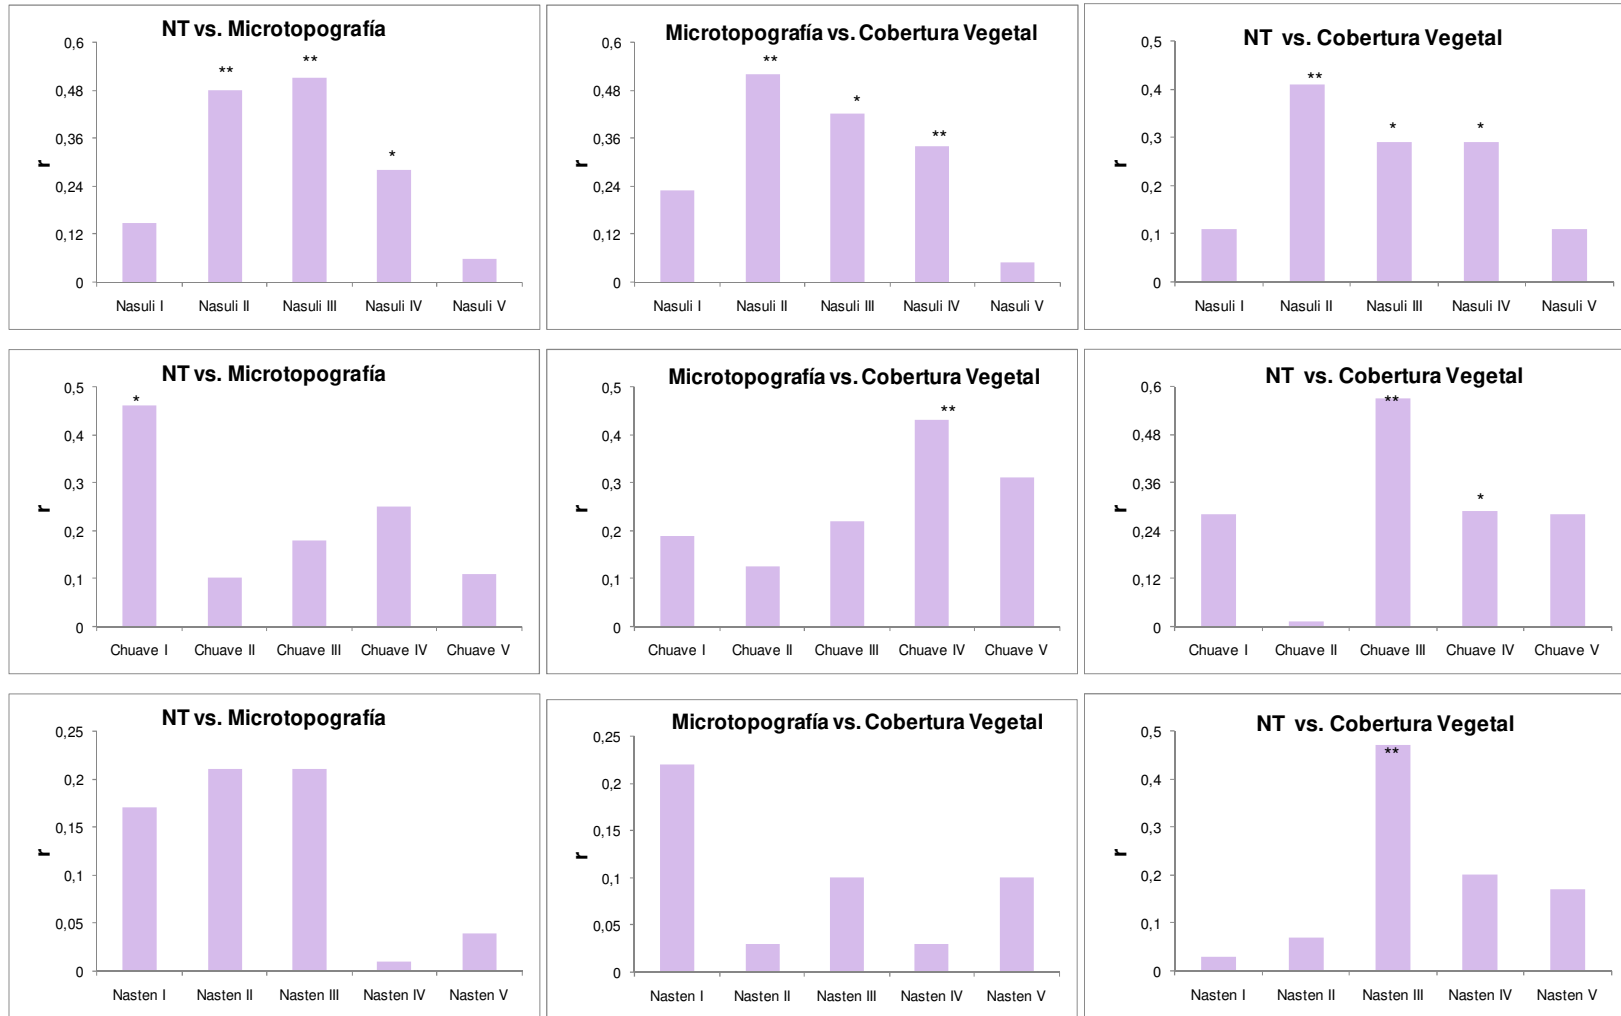 NT vs. Microtopografía
0,6
0,48
0,36
0,24
0,12
0
r
** ** *
Nasuli I Nasuli II Nasuli III Nasuli IV Nasuli V
Microtopografía vs. Cobertura Vegetal
0,6
0,48
0,36
0,24
0,12
0
r
** * **
Nasuli I Nasuli II Nasuli III Nasuli IV Nasuli V
NT vs. Cobertura Vegetal
0,5
0,4
0,3
0,2
0,1
0
r
** * *
Nasuli I Nasuli II Nasuli III Nasuli IV Nasuli V
NT vs. Microtopografía
0,5
0,4
0,3
0,2
0,1
0
r
*
Chuave I Chuave II Chuave III Chuave IV Chuave V
Microtopografía vs. Cobertura Vegetal
0,5
0,4
0,3
0,2
0,1
0
r
**
Chuave I Chuave II Chuave III Chuave IV Chuave V
NT vs. Cobertura Vegetal
0,6
0,48
0,36
0,24
0,12
0
r
** *
Chuave I Chuave II Chuave III Chuave IV Chuave V
NT vs. Microtopografía
0,25
0,2
0,15
0,1
0,05
0
r
Nasten I Nasten II Nasten III Nasten IV Nasten V
Microtopografía vs. Cobertura Vegetal
0,25
0,2
0,15
0,1
0,05
0
r
Nasten I Nasten II Nasten III Nasten IV Nasten V
NT vs. Cobertura Vegetal
0,5
0,4
0,3
0,2
0,1
0
r
**
Nasten I Nasten II Nasten III Nasten IV Nasten V